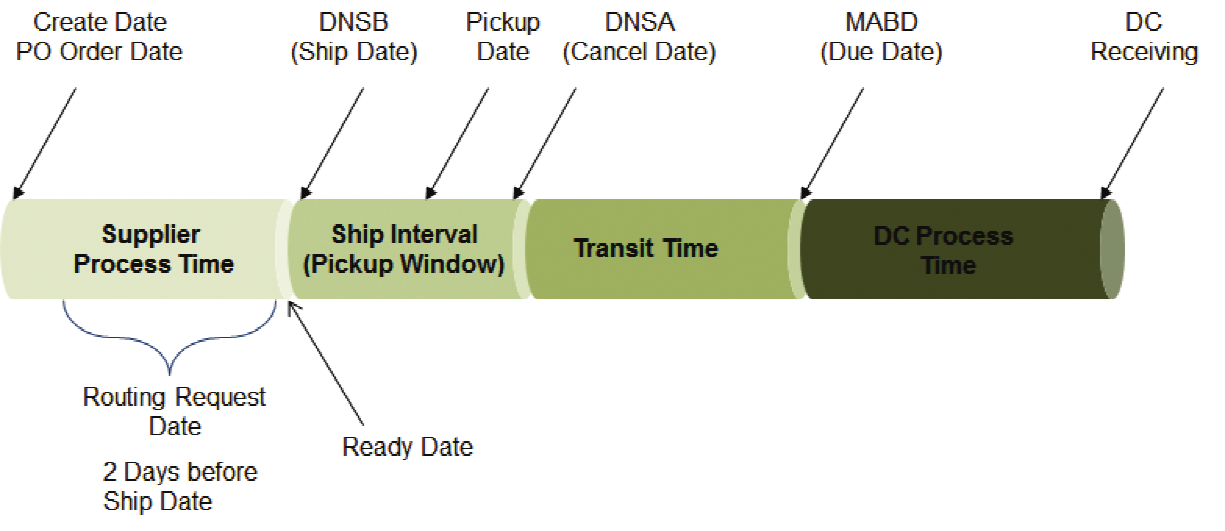 Create Date
PO Order Date
DNSB
(Ship Date)
Pickup
Date
DNSA
(Cancel Date)
MABD
(Due Date)
DC
Receiving
Supplier
Process Time
Ship Interval
(Pickup Window)
Transit Time
DC Process
Time
Routing Request
Date
2 Days before
Ship Date
Ready Date